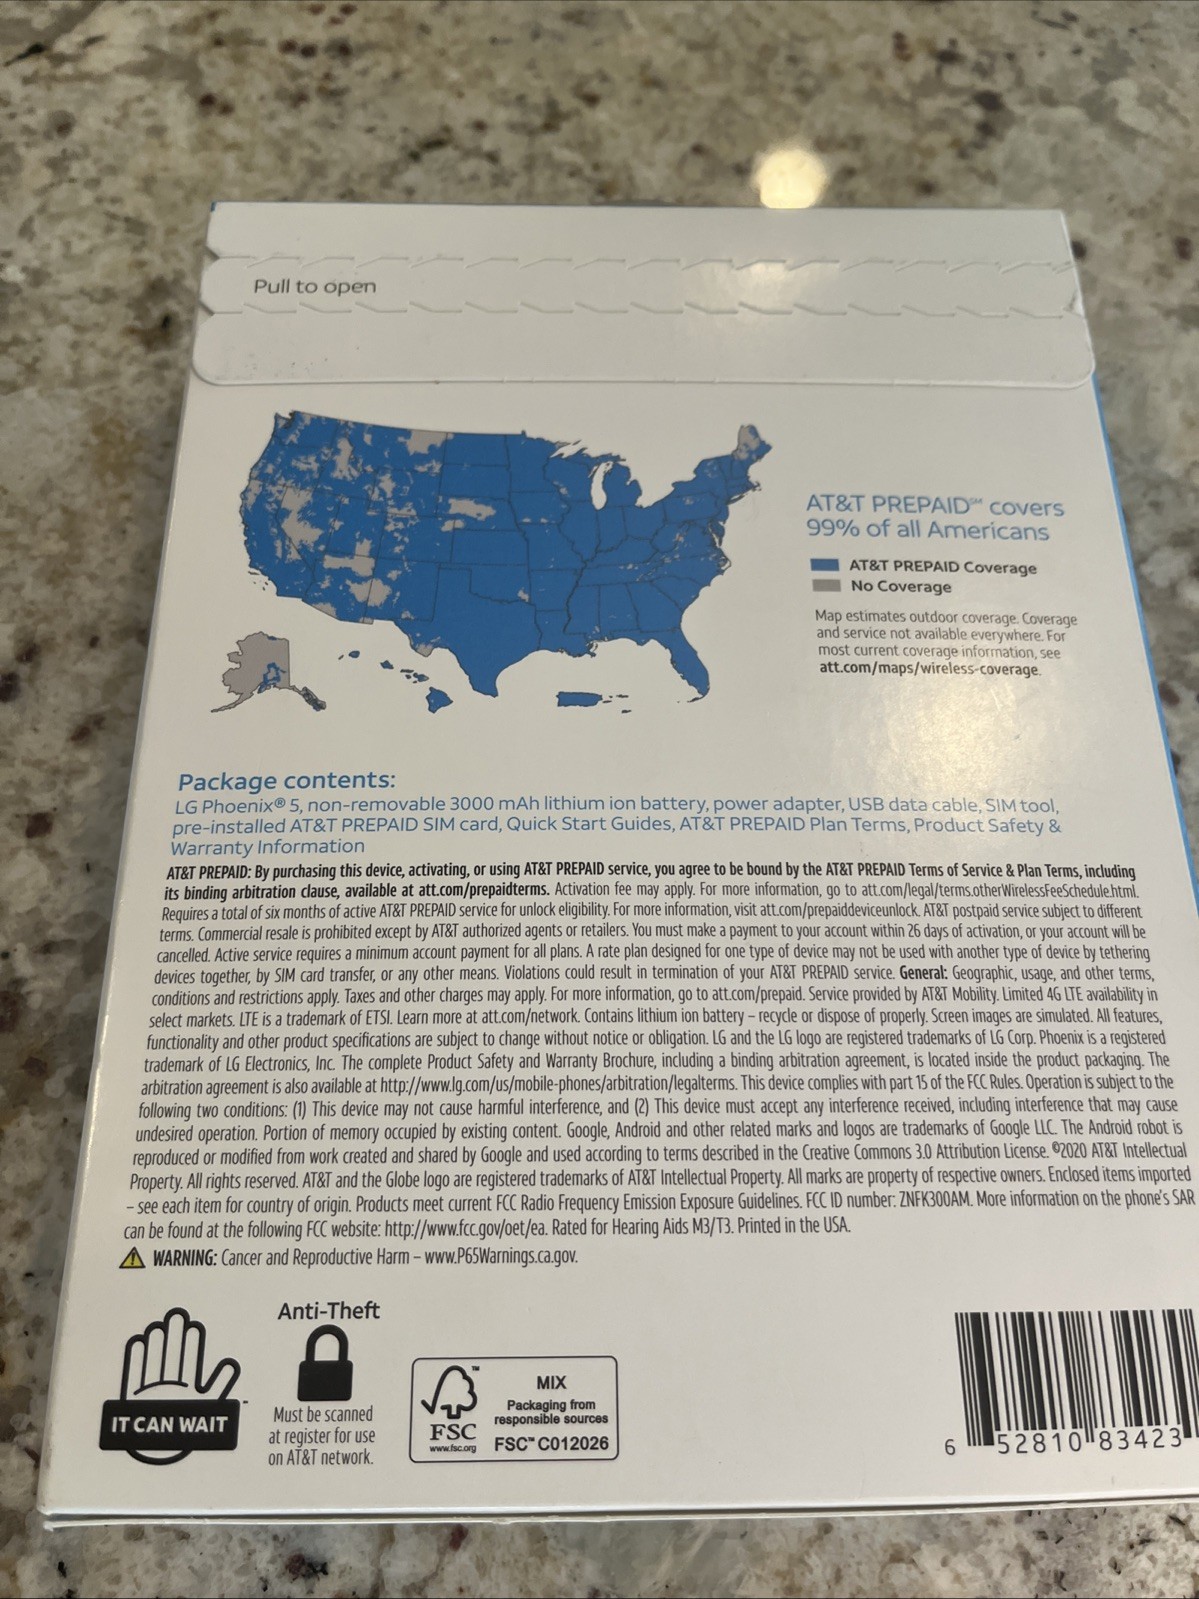 Pull to open
AT&T PREPAID℠ covers
99% of all Americans
AT&T PREPAID Coverage
No Coverage
Map estimates outdoor coverage. Coverage
and service not available everywhere. For
most current coverage information, see
att.com/maps/wireless-coverage.
Package contents:
LG Phoenix® 5, non-removable 3000 mAh lithium ion battery, power adapter, USB data cable, SIM tool,
pre-installed AT&T PREPAID SIM card, Quick Start Guides, AT&T PREPAID Plan Terms, Product Safety &
Warranty Information
AT&T PREPAID: By purchasing this device, activating, or using AT&T PREPAID service, you agree to be bound by the AT&T PREPAID Terms of Service & Plan Terms, including
its binding arbitration clause, available at att.com/prepaidterms. Activation fee may apply. For more information, go to att.com/legal/terms.otherWirelessFeeSchedule.html.
Requires a total of six months of active AT&T PREPAID service for unlock eligibility. For more information, visit att.com/prepaiddeviceunlock. AT&T postpaid service subject to different
terms. Commercial resale is prohibited except by AT&T authorized agents or retailers. You must make a payment to your account within 26 days of activation, or your account will be
cancelled. Active service requires a minimum account payment for all plans. A rate plan designed for one type of device may not be used with another type of device by tethering
devices together, by SIM card transfer, or any other means. Violations could result in termination of your AT&T PREPAID service. General: Geographic, usage, and other terms,
conditions and restrictions apply. Taxes and other charges may apply. For more information, go to att.com/prepaid. Service provided by AT&T Mobility. Limited 4G LTE availability in
select markets. LTE is a trademark of ETSI. Learn more at att.com/network. Contains lithium ion battery – recycle or dispose of properly. Screen images are simulated. All features,
functionality and other product specifications are subject to change without notice or obligation. LG and the LG logo are registered trademarks of LG Corp. Phoenix is a registered
trademark of LG Electronics, Inc. The complete Product Safety and Warranty Brochure, including a binding arbitration agreement, is located inside the product packaging. The
arbitration agreement is also available at http://www.lg.com/us/mobile-phones/arbitration/legalterms. This device complies with part 15 of the FCC Rules. Operation is subject to the
following two conditions: (1) This device may not cause harmful interference, and (2) This device must accept any interference received, including interference that may cause
undesired operation. Portion of memory occupied by existing content. Google, Android and other related marks and logos are trademarks of Google LLC. The Android robot is
reproduced or modified from work created and shared by Google and used according to terms described in the Creative Commons 3.0 Attribution License. ©2020 AT&T Intellectual
Property. All rights reserved. AT&T and the Globe logo are registered trademarks of AT&T Intellectual Property. All marks are property of respective owners. Enclosed items imported
– see each item for country of origin. Products meet current FCC Radio Frequency Emission Exposure Guidelines. FCC ID number: ZNFK300AM. More information on the phone's SAR
can be found at the following FCC website: http://www.fcc.gov/oet/ea. Rated for Hearing Aids M3/T3. Printed in the USA.
WARNING: Cancer and Reproductive Harm – www.P65Warnings.ca.gov.
IT CAN WAIT
Anti-Theft
Must be scanned
at register for use
on AT&T network.
FSC™
www.fsc.org
MIX
Packaging from
responsible sources
FSC™ C012026
6 52810 83423